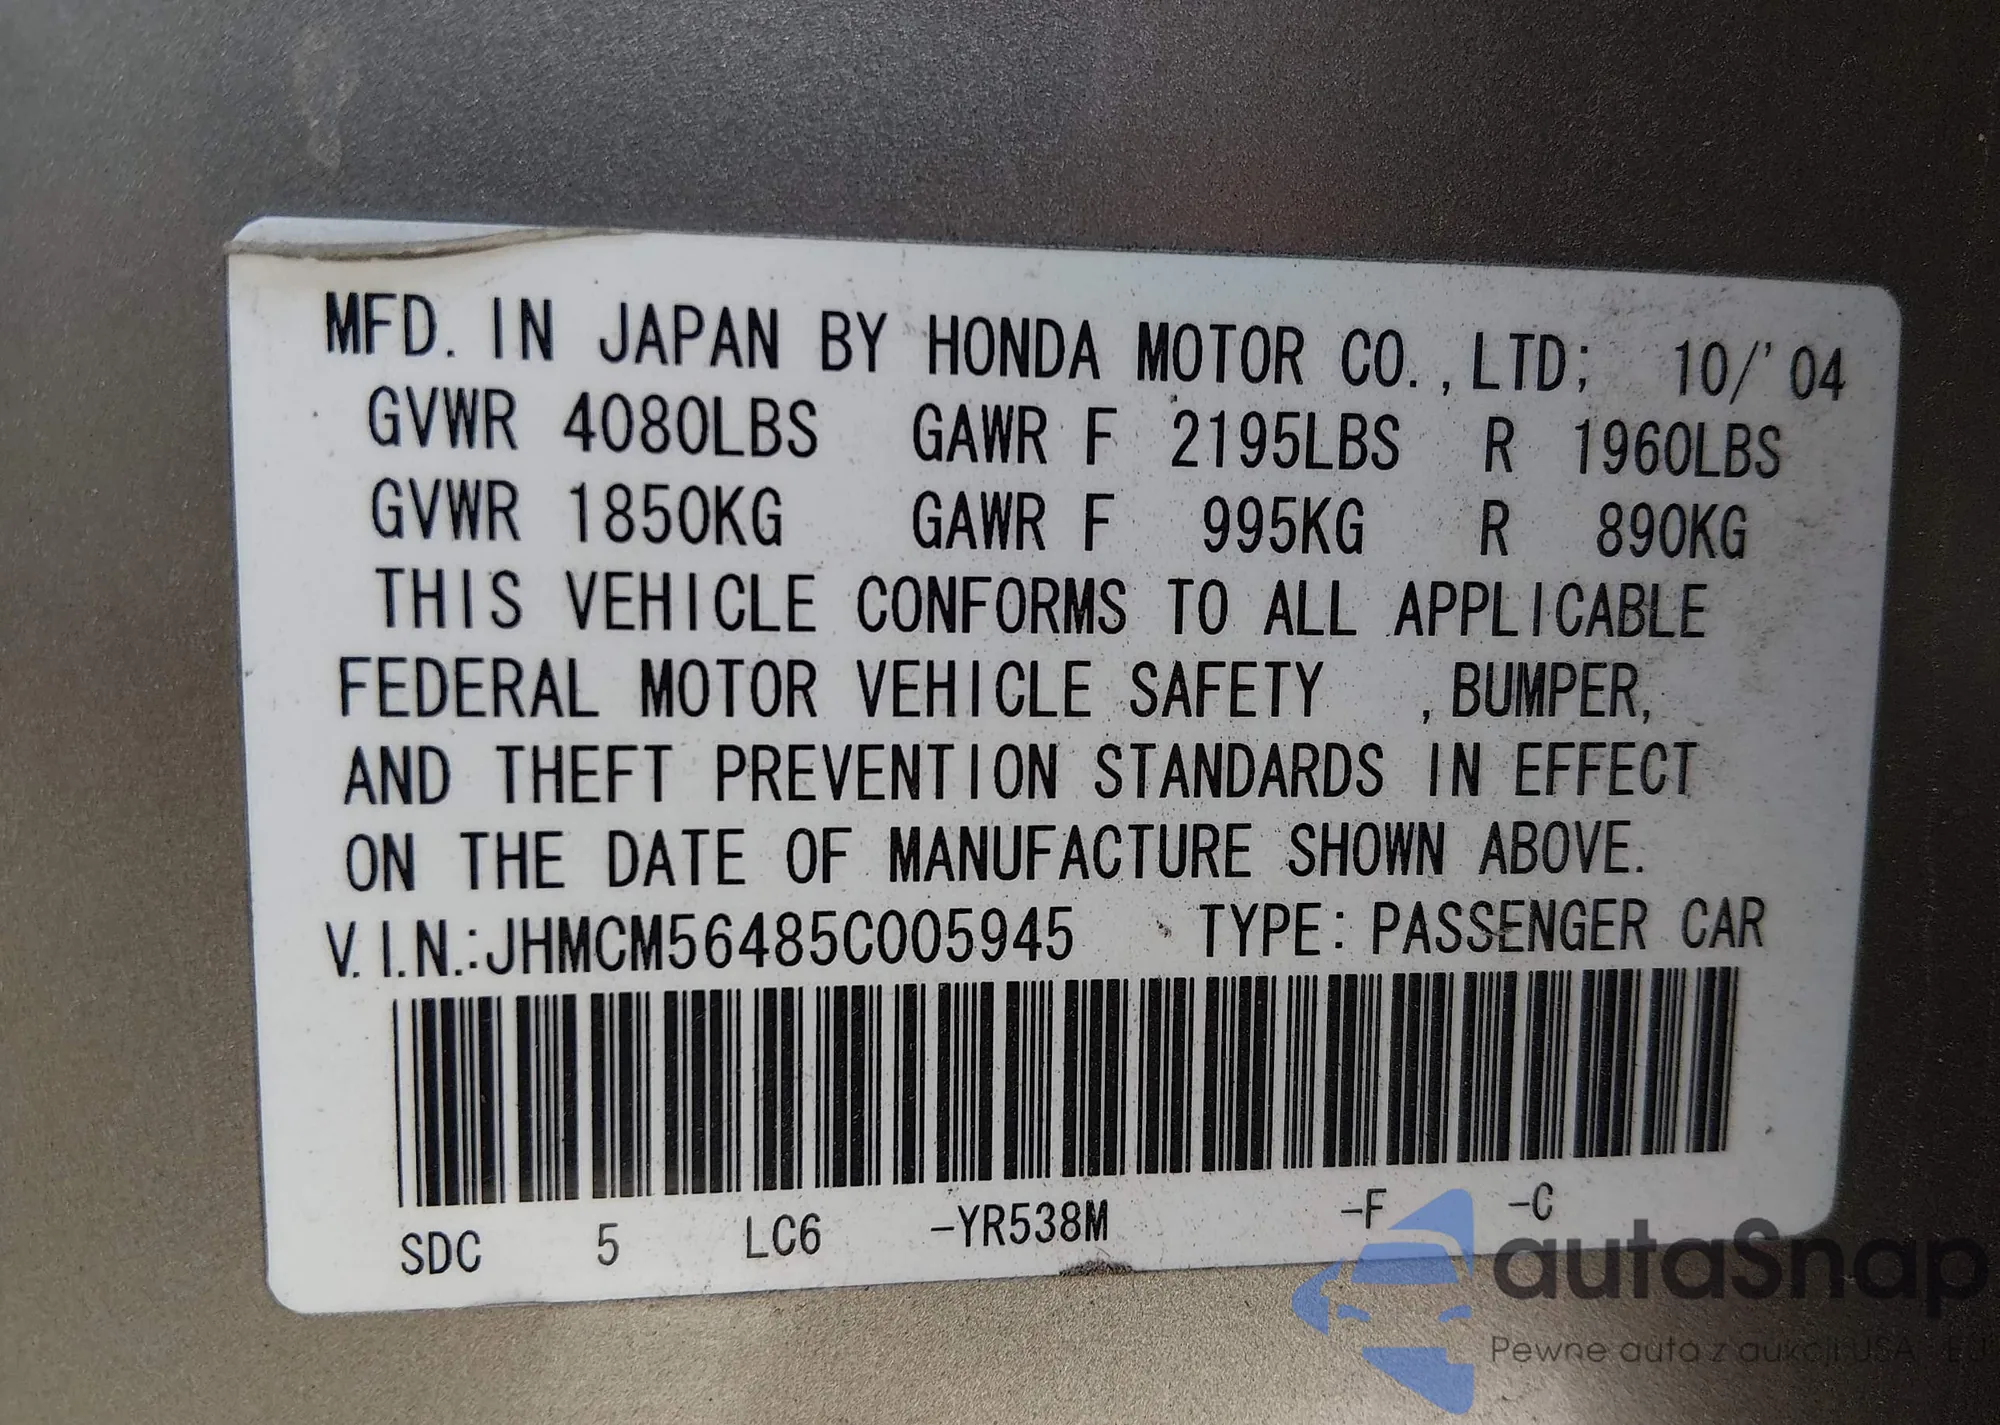 MFD. IN JAPAN BY HONDA MOTOR CO., LTD; 10/'04
GVWR 4080LBS GAWR F 2195LBS R 1960LBS
GVWR 1850KG GAWR F 995KG R 890KG
THIS VEHICLE CONFORMS TO ALL APPLICABLE
FEDERAL MOTOR VEHICLE SAFETY , BUMPER,
AND THEFT PREVENTION STANDARDS IN EFFECT
ON THE DATE OF MANUFACTURE SHOWN ABOVE.
V.I.N.:JHMCM56485C005945 TYPE: PASSENGER CAR
SDC 5 LC6 -YR538M -F -C
autaSnap
Pewne auta z aukcji USA - EU